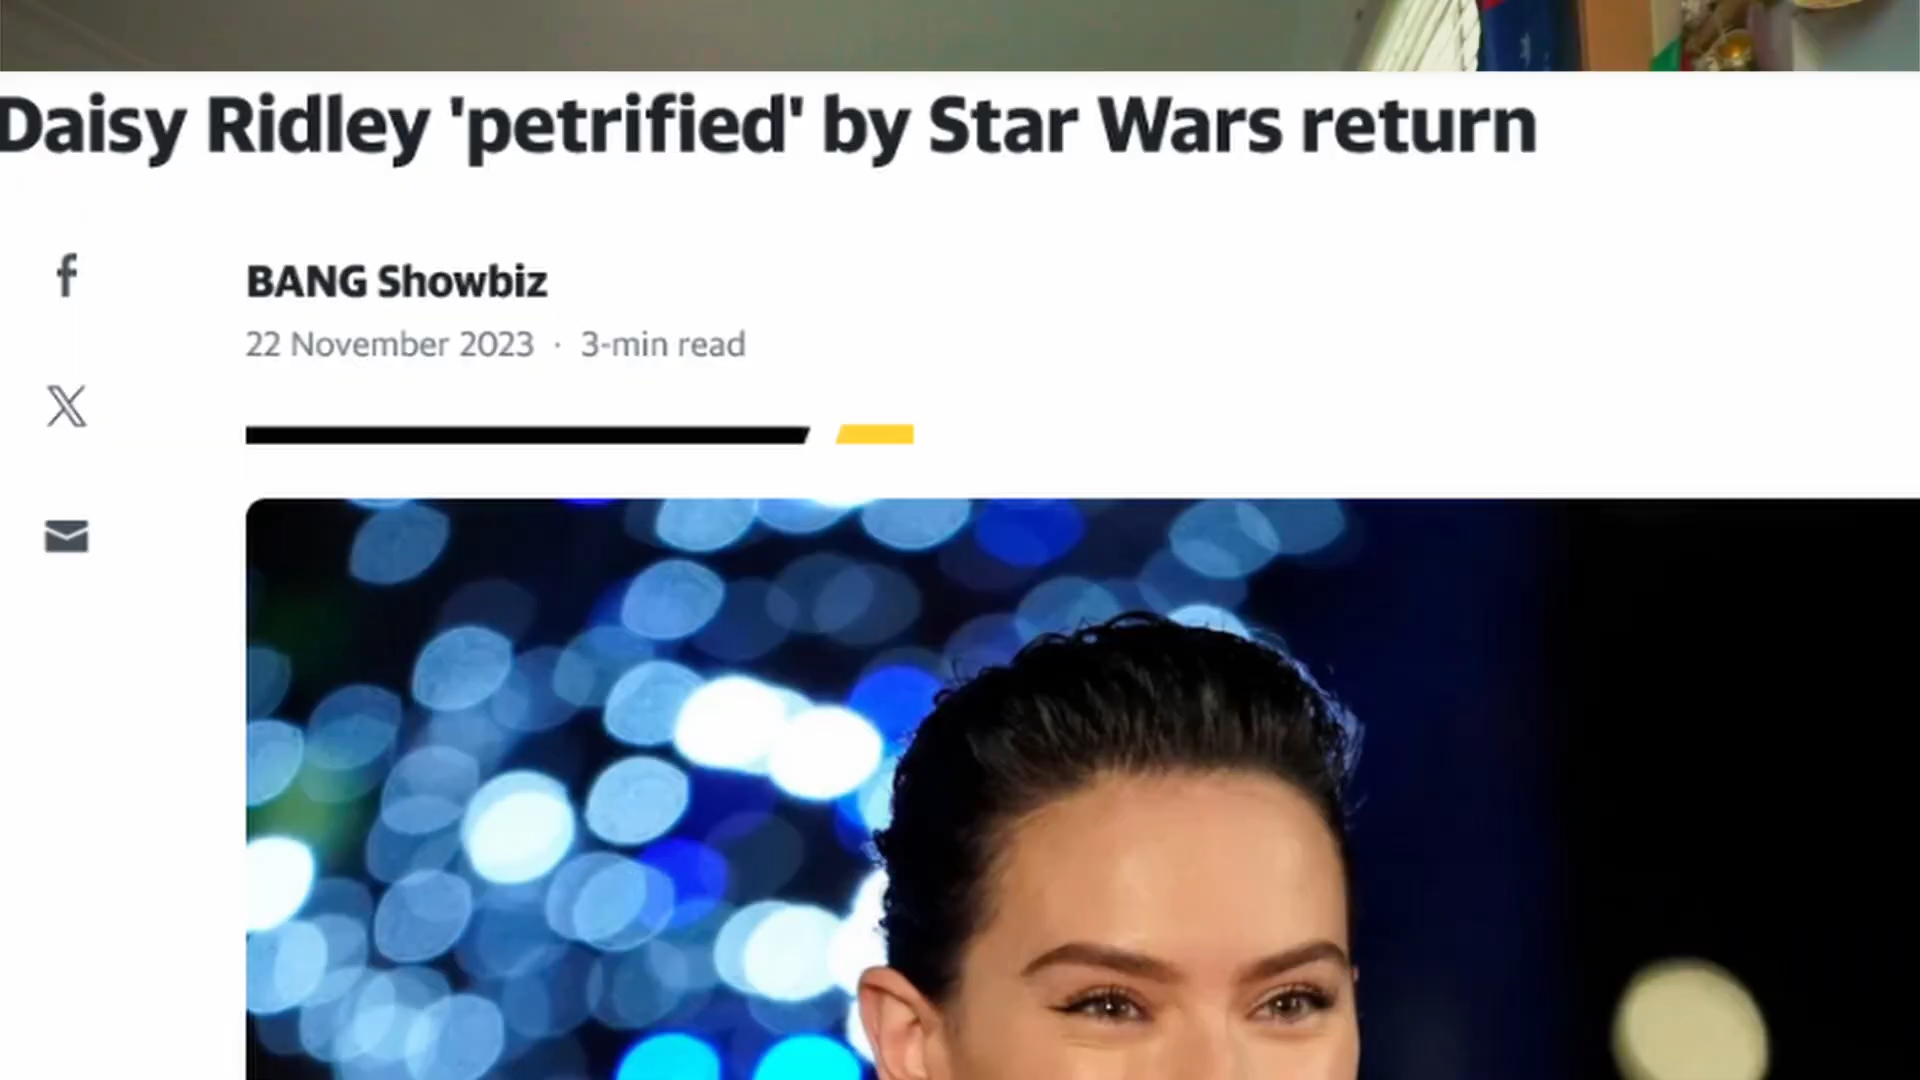 Daisy Ridley 'petrified' by Star Wars return
BANG Showbiz
22 November 2023 · 3-min read